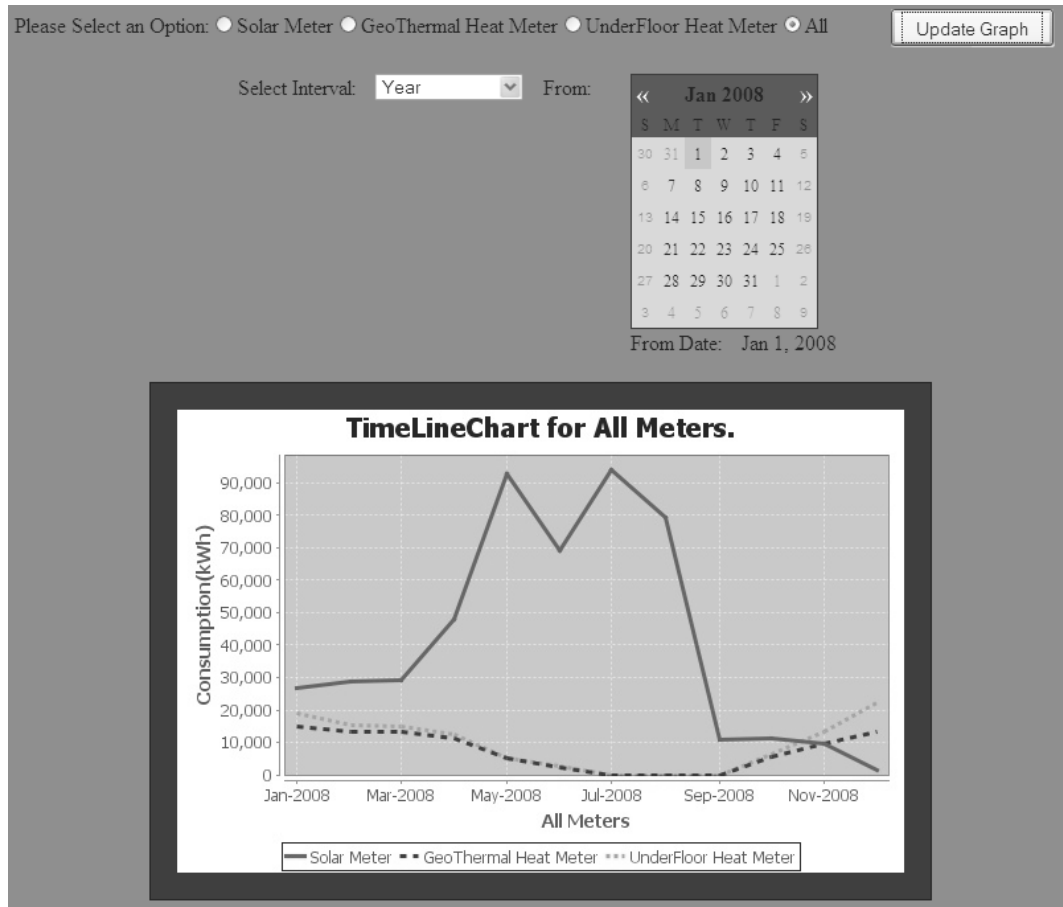 Please Select an Option: Solar Meter GeoThermal Heat Meter UnderFloor Heat Meter All Update Graph
Select Interval: Year From:
« Jan 2008 »
S M T W T F S
30 31 1 2 3 4 5
6 7 8 9 10 11 12
13 14 15 16 17 18 19
20 21 22 23 24 25 26
27 28 29 30 31 1 2
3 4 5 6 7 8 9
From Date: Jan 1, 2008
TimeLineChart for All Meters.
Consumption(kWh)
90,000
80,000
70,000
60,000
50,000
40,000
30,000
20,000
10,000
0
Jan-2008 Mar-2008 May-2008 Jul-2008 Sep-2008 Nov-2008
All Meters
Solar Meter GeoThermal Heat Meter UnderFloor Heat Meter